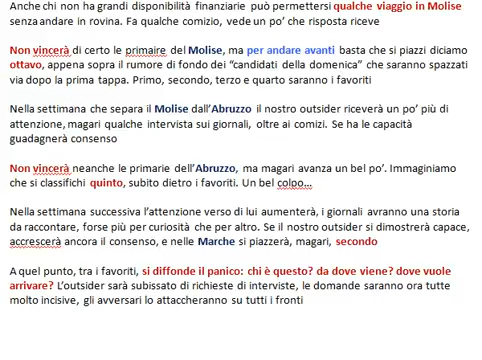 Anche chi non ha grandi disponibilità finanziarie può permettersi qualche viaggio in Molise
senza andare in rovina. Fa qualche comizio, vede un po' che risposta riceve
Non vincerà di certo le primaire del Molise, ma per andare avanti basta che si piazzi diciamo
ottavo, appena sopra il rumore di fondo dei "candidati della domenica" che saranno spazzati
via dopo la prima tappa. Primo, secondo, terzo e quarto saranno i favoriti
Nella settimana che separa il Molise dall'Abruzzo il nostro outsider riceverà un po' più di
attenzione, magari qualche intervista sui giornali, oltre ai comizi. Se ha le capacità
guadagnerà consenso
Non vincerà neanche le primarie dell'Abruzzo, ma magari avanza un bel po'. Immaginiamo
che si classifichi quinto, subito dietro i favoriti. Un bel colpo...
Nella settimana successiva l'attenzione verso di lui aumenterà, i giornali avranno una storia
da raccontare, forse più per curiosità che per altro. Se il nostro outsider si dimostrerà capace,
accrescerà ancora il consenso, e nelle Marche si piazzerà, magari, secondo
A quel punto, tra i favoriti, si diffonde il panico: chi è questo? da dove viene? dove vuole
arrivare? L'outsider sarà subissato di richieste di interviste, le domande saranno ora tutte
molto incisive, gli avversari lo attaccheranno su tutti i fronti